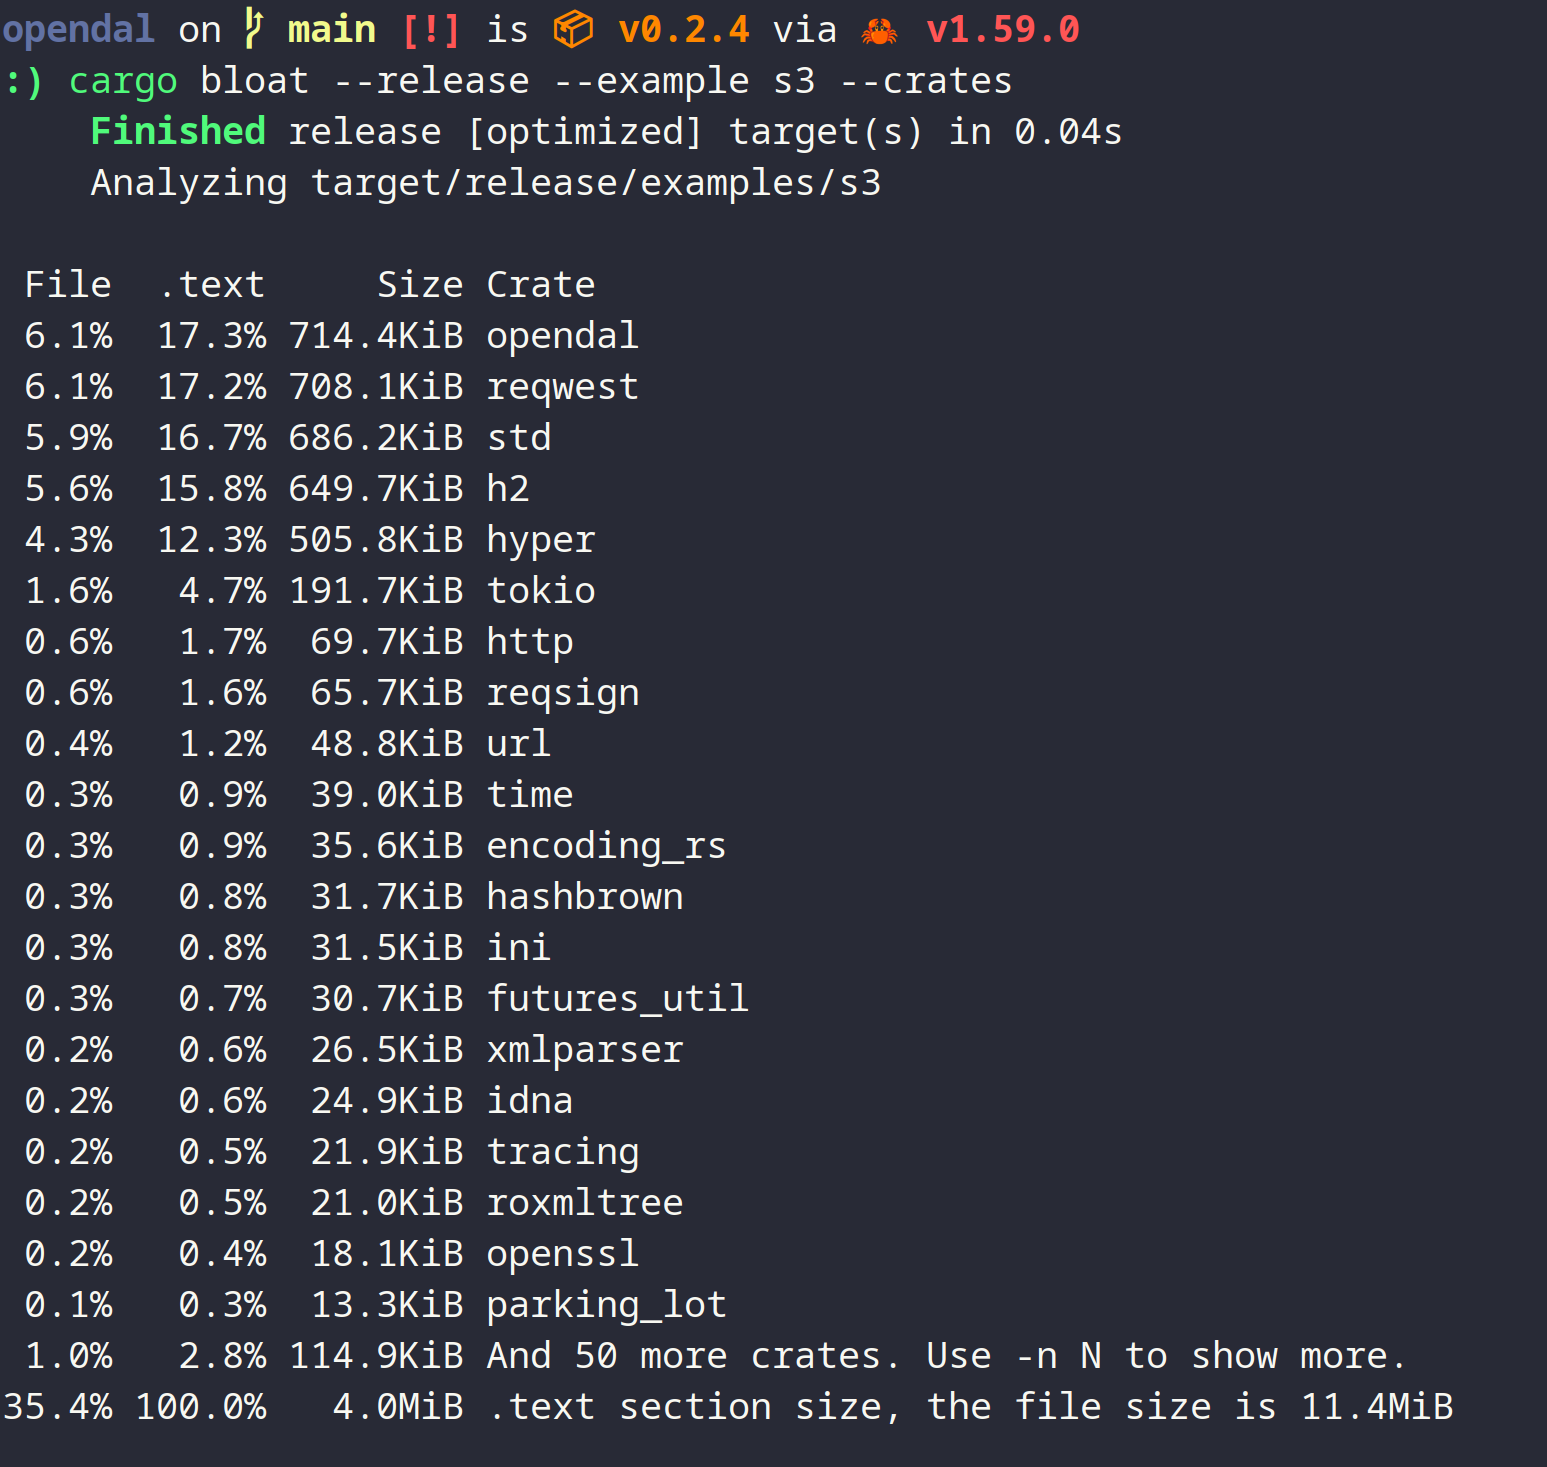 opendal on main [!] is 📦 v0.2.4 via 🦀 v1.59.0
:) cargo bloat --release --example s3 --crates
    Finished release [optimized] target(s) in 0.04s
    Analyzing target/release/examples/s3

 File  .text     Size Crate
 6.1%  17.3% 714.4KiB opendal
 6.1%  17.2% 708.1KiB reqwest
 5.9%  16.7% 686.2KiB std
 5.6%  15.8% 649.7KiB h2
 4.3%  12.3% 505.8KiB hyper
 1.6%   4.7% 191.7KiB tokio
 0.6%   1.7%  69.7KiB http
 0.6%   1.6%  65.7KiB reqsign
 0.4%   1.2%  48.8KiB url
 0.3%   0.9%  39.0KiB time
 0.3%   0.9%  35.6KiB encoding_rs
 0.3%   0.8%  31.7KiB hashbrown
 0.3%   0.8%  31.5KiB ini
 0.3%   0.7%  30.7KiB futures_util
 0.2%   0.6%  26.5KiB xmlparser
 0.2%   0.6%  24.9KiB idna
 0.2%   0.5%  21.9KiB tracing
 0.2%   0.5%  21.0KiB roxmltree
 0.2%   0.4%  18.1KiB openssl
 0.1%   0.3%  13.3KiB parking_lot
 1.0%   2.8% 114.9KiB And 50 more crates. Use -n N to show more.
35.4% 100.0%   4.0MiB .text section size, the file size is 11.4MiB